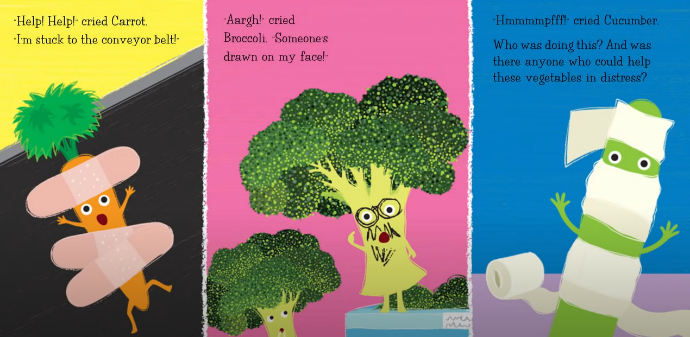 "Help! Help!" cried Carrot.
"I'm stuck to the conveyor belt!"
"Aargh!" cried
Broccoli. "Someone's
drawn on my face!"
"Hmmmmpfff!" cried Cucumber.
Who was doing this? And was
there anyone who could help
these vegetables in distress?